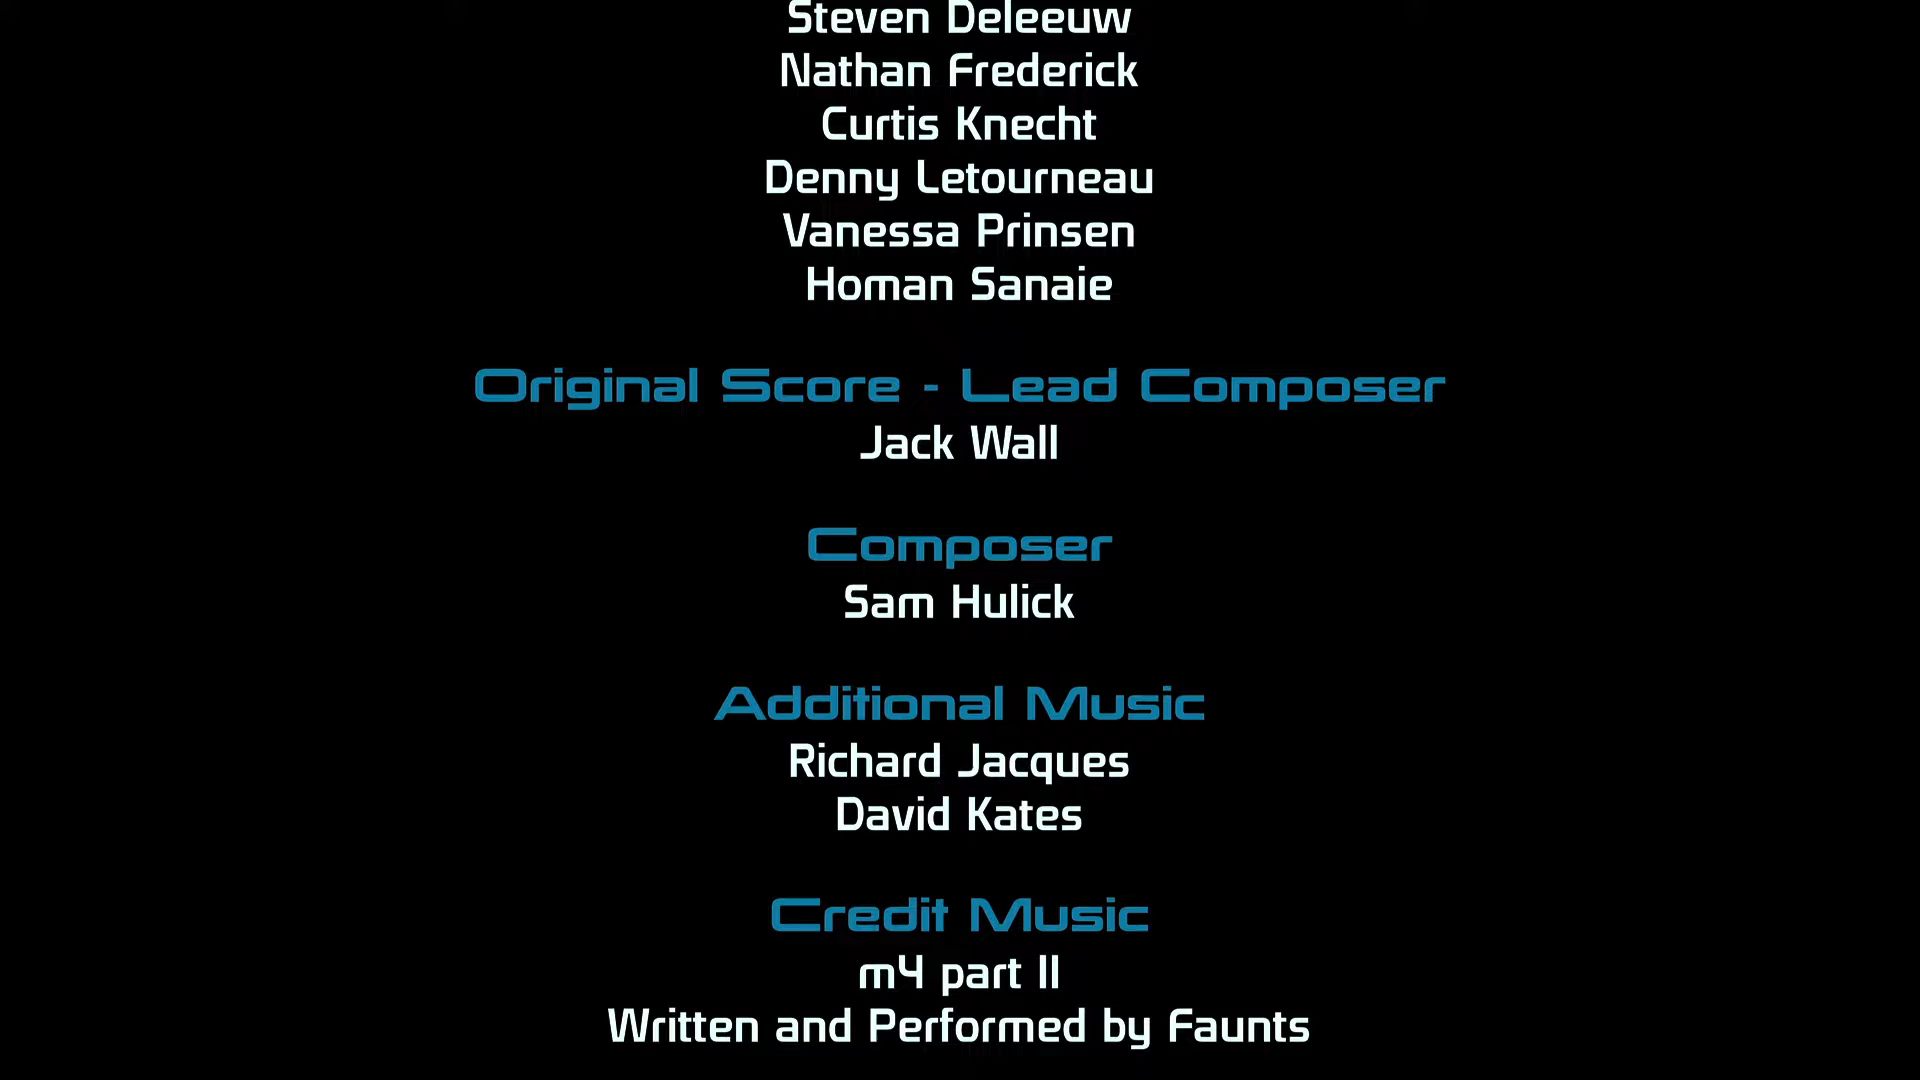 Steven Deleeuw
Nathan Frederick
Curtis Knecht
Denny Letourneau
Vanessa Prinsen
Homan Sanaie
Original Score - Lead Composer
Jack Wall
Composer
Sam Hulick
Additional Music
Richard Jacques
David Kates
Credit Music
m4 part II
Written and Performed by Faunts